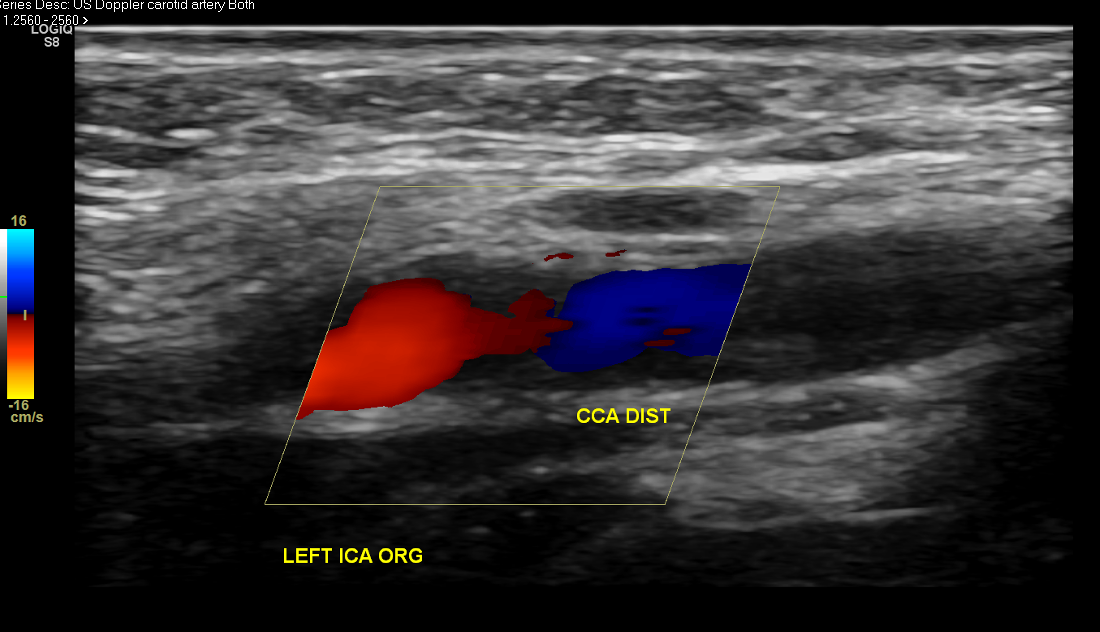 Series Desc: US Doppler carotid artery Both
1.2560 - 2560 >
LOGIQ
S8
16
-16
cm/s
CCA DIST
LEFT ICA ORG